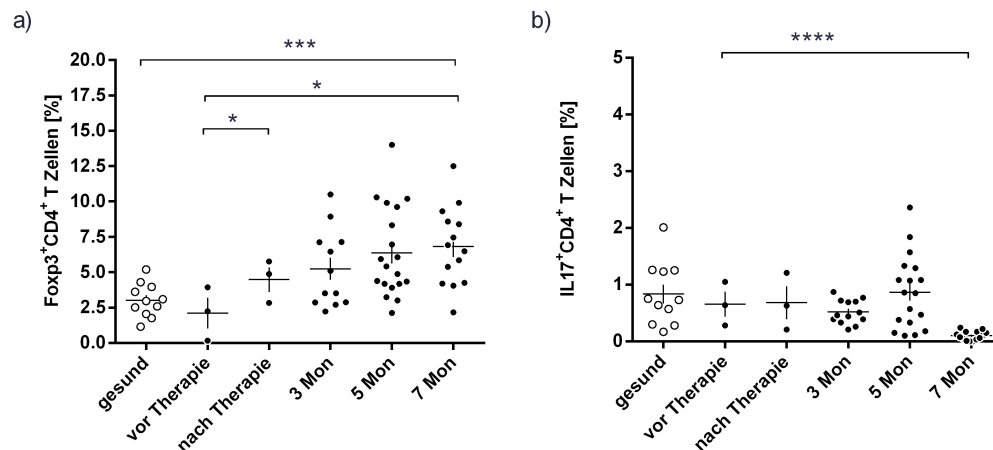 a)
***
*
*
Foxp3+CD4+ T Zellen [%]
20.0
17.5
15.0
12.5
10.0
7.5
5.0
2.5
0.0
gesund
vor Therapie
nach Therapie
3 Mon
5 Mon
7 Mon
b)
****
IL17+CD4+ T Zellen [%]
5
4
3
2
1
0
gesund
vor Therapie
nach Therapie
3 Mon
5 Mon
7 Mon